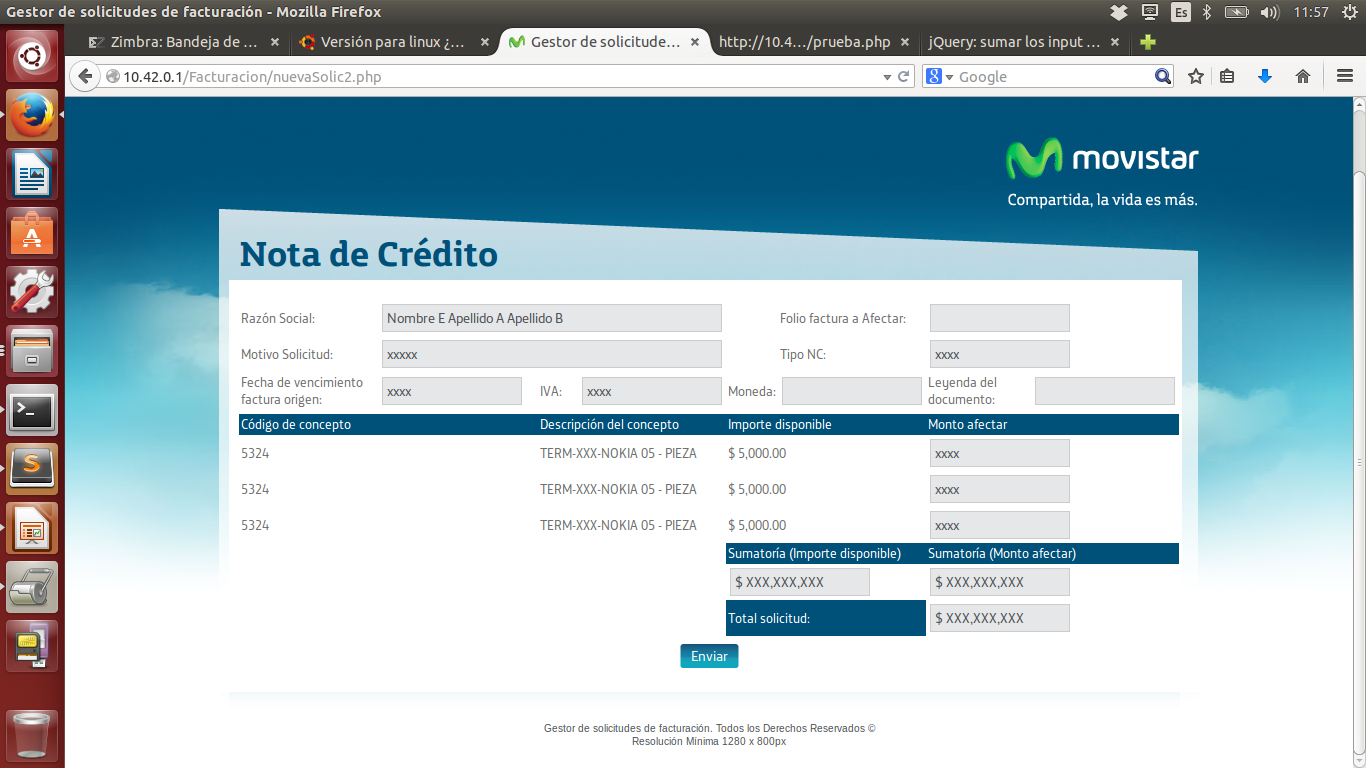 Gestor de solicitudes de facturación - Mozilla Firefox
Es
11:57
Zimbra: Bandeja de ...
Versión para linux ¿...
Gestor de solicitude...
http://10.4.../prueba.php
jQuery: sumar los input ...
10.42.0.1/Facturacion/nuevaSolic2.php
8
Google
movistar
Compartida, la vida es más.
Nota de Crédito
Razón Social: Nombre E Apellido A Apellido B Folio factura a Afectar:
Motivo Solicitud: xxxxx Tipo NC: xxxx
Fecha de vencimiento factura origen: xxxx IVA: xxxx Moneda: Leyenda del documento:
Código de concepto Descripción del concepto Importe disponible Monto afectar
5324 TERM-XXX-NOKIA 05 - PIEZA $ 5,000.00 xxxx
5324 TERM-XXX-NOKIA 05 - PIEZA $ 5,000.00 xxxx
5324 TERM-XXX-NOKIA 05 - PIEZA $ 5,000.00 xxxx
Sumatoría (Importe disponible) Sumatoría (Monto afectar)
$ XXX,XXX,XXX $ XXX,XXX,XXX
Total solicitud: $ XXX,XXX,XXX
Enviar
Gestor de solicitudes de facturación. Todos los Derechos Reservados ©
Resolución Mínima 1280 x 800px